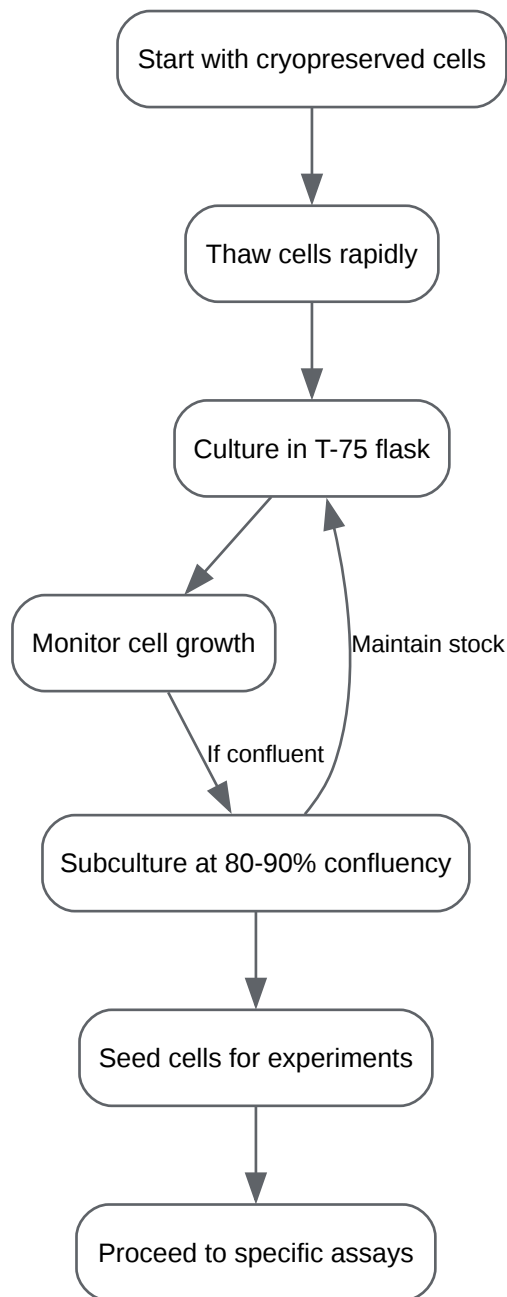 Start with cryopreserved cells
Thaw cells rapidly
Culture in T-75 flask
Monitor cell growth
Maintain stock
If confluent
Subculture at 80-90% confluency
Seed cells for experiments
Proceed to specific assays